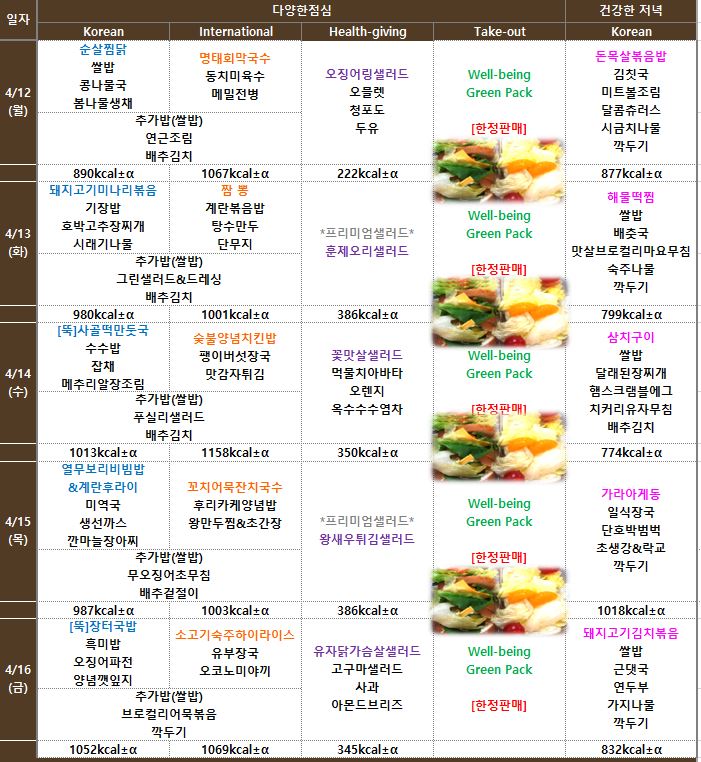 일자
다양한점심
건강한 저녁
Korean
International
Health-giving
Take-out
Korean
4/12
(월)
순살찜닭
쌀밥
콩나물국
봄나물생채
명태회막국수
동치미육수
메밀전병
추가밥(쌀밥)
연근조림
배추김치
오징어링샐러드
오믈렛
청포도
두유
Well-being
Green Pack
[한정판매]
돈목살볶음밥
김칫국
미트볼조림
달콤츄러스
시금치나물
깍두기
890kcal±α
1067kcal±α
222kcal±α
877kcal±α
4/13
(화)
돼지고기미나리볶음
기장밥
호박고추장찌개
시래기나물
짬 뽕
계란볶음밥
탕수만두
단무지
추가밥(쌀밥)
그린샐러드&드레싱
배추김치
*프리미엄샐러드*
훈제오리샐러드
Well-being
Green Pack
[한정판매]
해물떡찜
쌀밥
배춧국
맛살브로컬리마요무침
숙주나물
깍두기
980kcal±α
1001kcal±α
386kcal±α
799kcal±α
4/14
(수)
[뚝]사골떡만둣국
수수밥
잡채
메추리알장조림
숯불양념치킨밥
팽이버섯장국
맛감자튀김
추가밥(쌀밥)
푸실리샐러드
배추김치
꽃맛살샐러드
먹물치아바타
오렌지
옥수수수염차
Well-being
Green Pack
[한정판매]
삼치구이
쌀밥
달래된장찌개
햄스크램블에그
치커리유자무침
배추김치
1013kcal±α
1158kcal±α
350kcal±α
774kcal±α
4/15
(목)
열무보리비빔밥
&계란후라이
미역국
생선까스
깐마늘장아찌
꼬치어묵잔치국수
후리카케양념밥
왕만두찜&초간장
추가밥(쌀밥)
무오징어초무침
배추겉절이
*프리미엄샐러드*
왕새우튀김샐러드
Well-being
Green Pack
[한정판매]
가라아게동
일식장국
단호박범벅
초생강&락교
깍두기
987kcal±α
1003kcal±α
386kcal±α
1018kcal±α
4/16
(금)
[뚝]장터국밥
흑미밥
오징어파전
양념깻잎지
소고기숙주하이라이스
유부장국
오코노미야끼
추가밥(쌀밥)
브로컬리어묵볶음
깍두기
유자닭가슴살샐러드
고구마샐러드
사과
아몬드브리즈
Well-being
Green Pack
[한정판매]
돼지고기김치볶음
쌀밥
근댓국
연두부
가지나물
깍두기
1052kcal±α
1069kcal±α
345kcal±α
832kcal±α